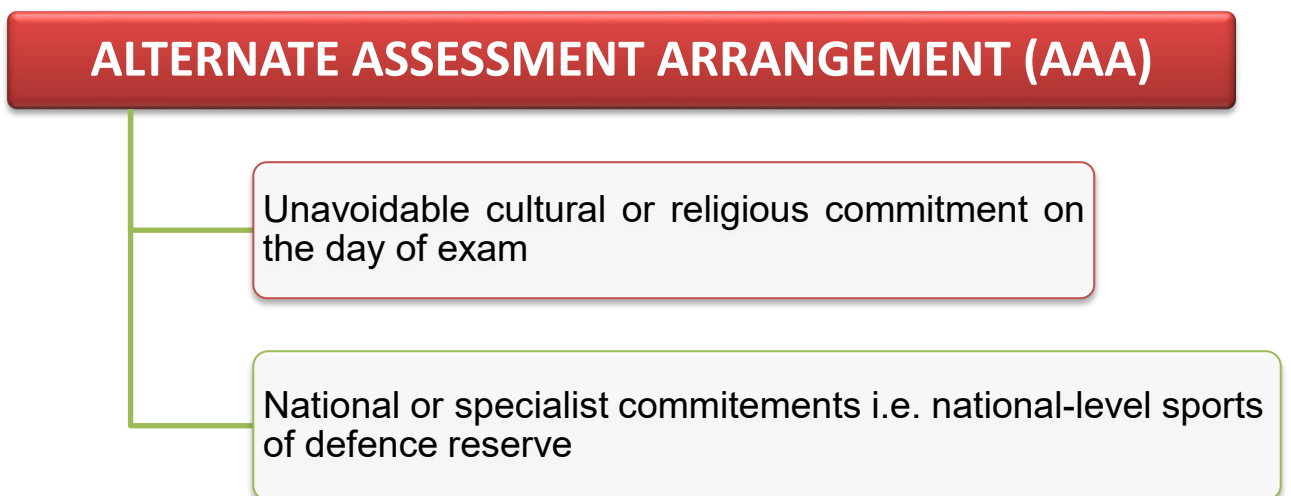 ALTERNATE ASSESSMENT ARRANGEMENT (AAA)
Unavoidable cultural or religious commitment on
the day of exam
National or specialist commitements i.e. national-level sports
of defence reserve